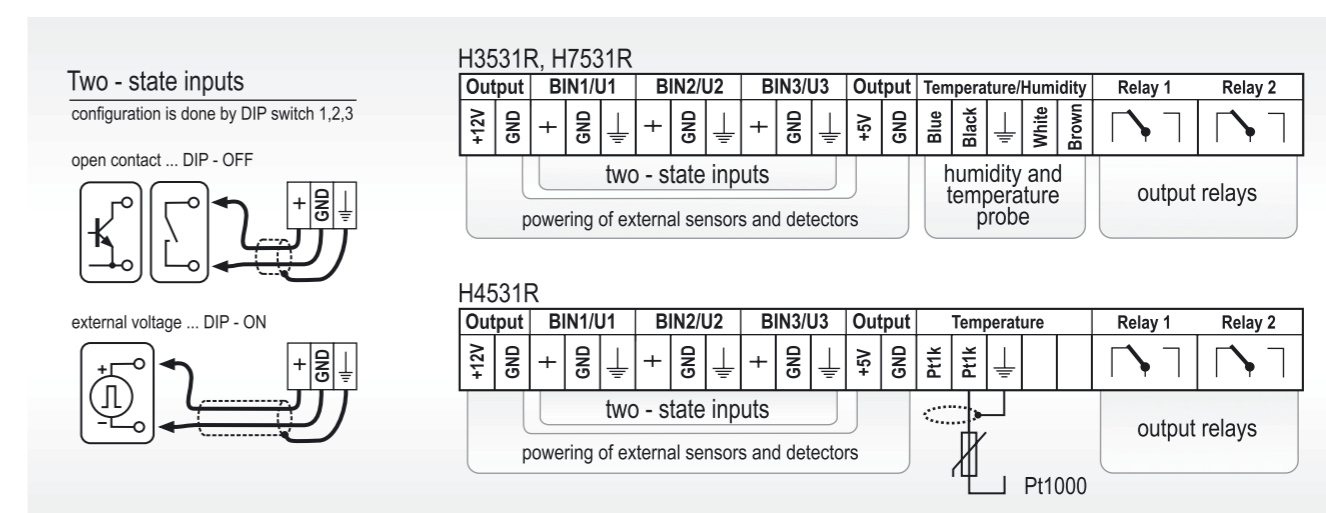 Two - state inputs
configuration is done by DIP switch 1,2,3
open contact ... DIP - OFF
+ GND
external voltage ... DIP - ON
+ -
+ GND
H3531R, H7531R
Output BIN1/U1 BIN2/U2 BIN3/U3 Output Temperature/Humidity Relay 1 Relay 2
+12V GND + GND + GND + GND +5V GND Blue Black White Brown
two - state inputs
powering of external sensors and detectors
humidity and
temperature
probe
output relays
H4531R
Output BIN1/U1 BIN2/U2 BIN3/U3 Output Temperature Relay 1 Relay 2
+12V GND + GND + GND + GND +5V GND Pt1k Pt1k
two - state inputs
powering of external sensors and detectors
output relays
Pt1000